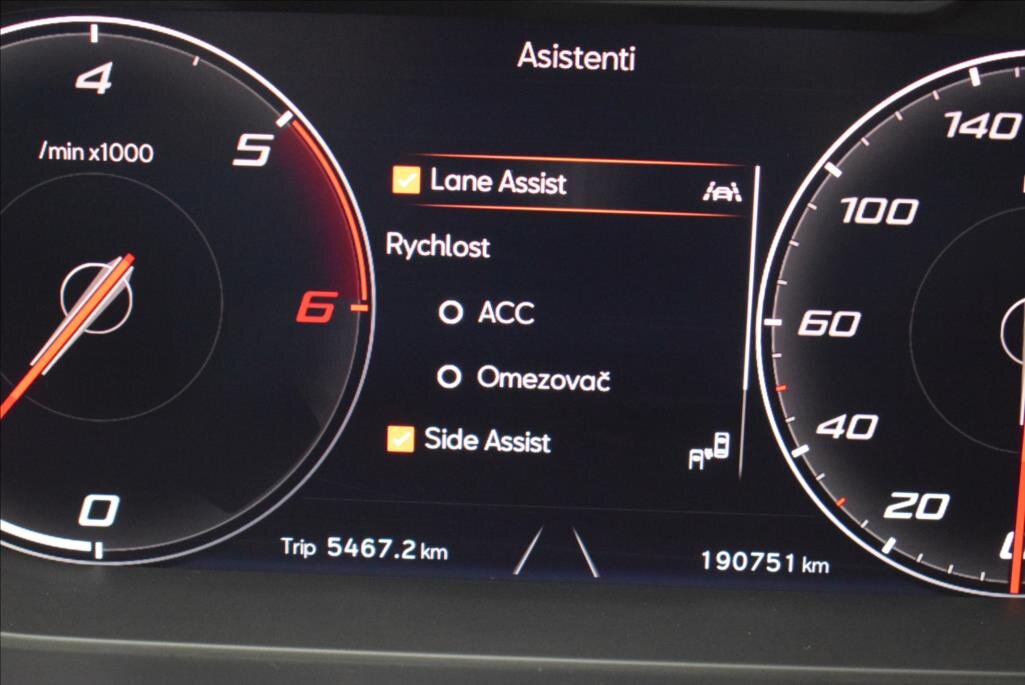 Asistenti
4
/min x1000
5
6
0
Lane Assist
Rychlost
ACC
Omezovač
Side Assist
Trip 5467.2 km
190751 km
140
100
60
40
20